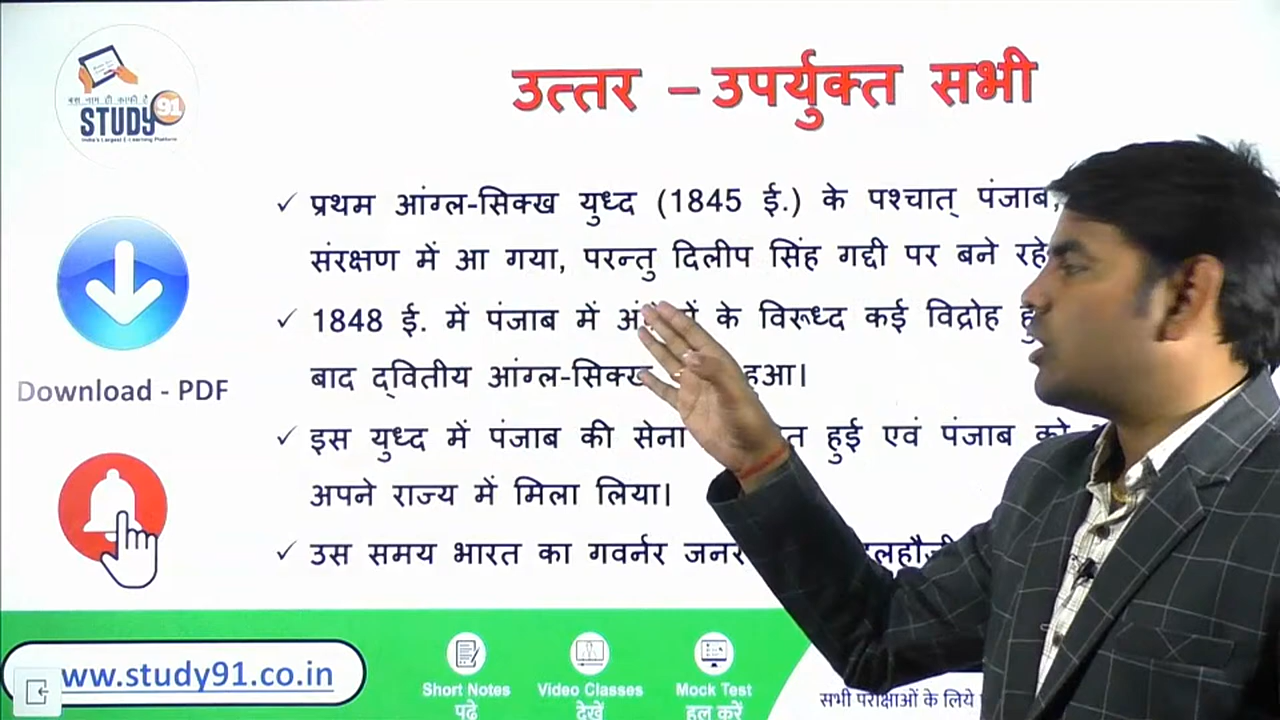 बस नाम ही काफी है
STUDY 91
India's Largest E-Learning Platform
उत्तर – उपर्युक्त सभी
✓ प्रथम आंग्ल-सिक्ख युध्द (1845 ई.) के पश्चात् पंजाब,
संरक्षण में आ गया, परन्तु दिलीप सिंह गद्दी पर बने रहे
✓ 1848 ई. में पंजाब में के विरूध्द कई विद्रोह
बाद द्वितीय आंग्ल-सिक्ख हुआ।
✓ इस युध्द में पंजाब की सेना हुई एवं पंजाब को
अपने राज्य में मिला लिया।
✓ उस समय भारत का गवर्नर
Download - PDF
www.study91.co.in
Short Notes
पढ़े
Video Classes
देखें
Mock Test
हल करें
सभी परीक्षाओं के लिये